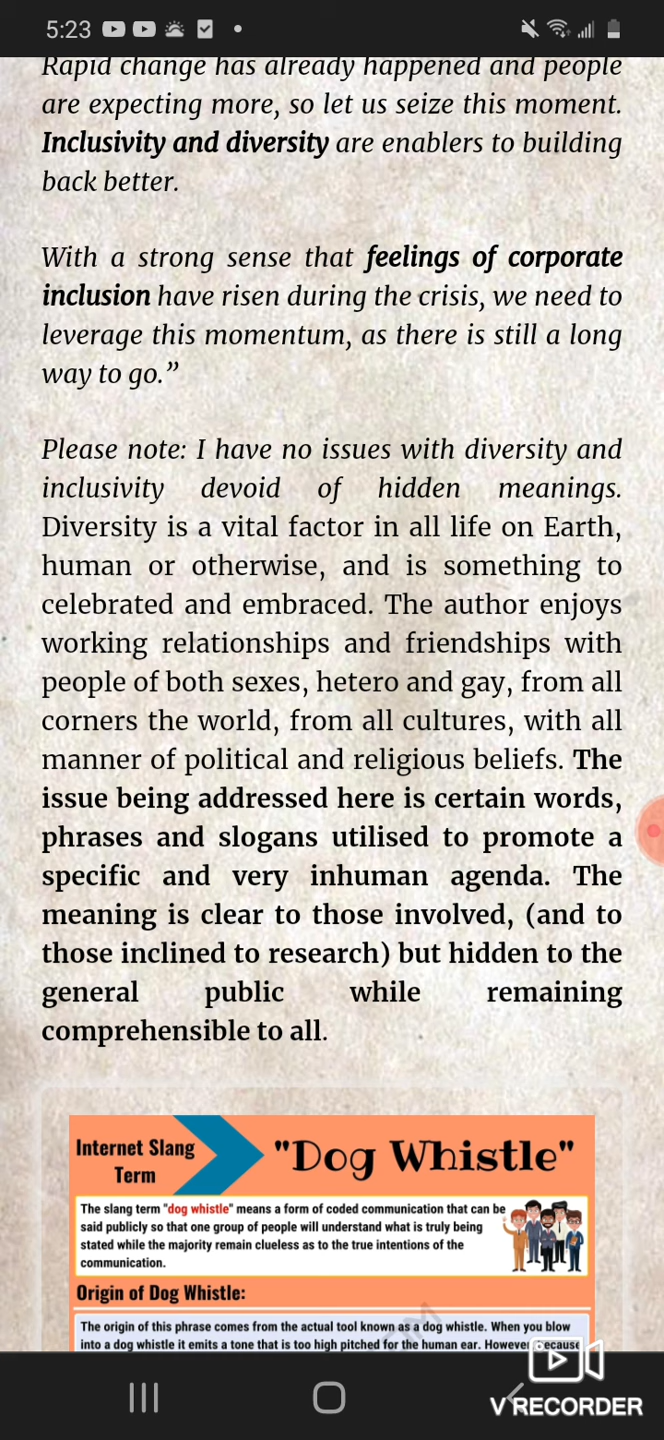 5:23
Rapid change has already happened and people
are expecting more, so let us seize this moment.
Inclusivity and diversity are enablers to building
back better.
With a strong sense that feelings of corporate
inclusion have risen during the crisis, we need to
leverage this momentum, as there is still a long
way to go.”
Please note: I have no issues with diversity and
inclusivity devoid of hidden meanings.
Diversity is a vital factor in all life on Earth,
human or otherwise, and is something to
celebrated and embraced. The author enjoys
working relationships and friendships with
people of both sexes, hetero and gay, from all
corners the world, from all cultures, with all
manner of political and religious beliefs. The
issue being addressed here is certain words,
phrases and slogans utilised to promote a
specific and very inhuman agenda. The
meaning is clear to those involved, (and to
those inclined to research) but hidden to the
general public while remaining
comprehensible to all.
Internet Slang
Term
"Dog Whistle"
The slang term "dog whistle" means a form of coded communication that can be
said publicly so that one group of people will understand what is truly being
stated while the majority remain clueless as to the true intentions of the
communication.
Origin of Dog Whistle:
The origin of this phrase comes from the actual tool known as a dog whistle. When you blow
into a dog whistle it emits a tone that is too high pitched for the human ear. However
V RECORDER